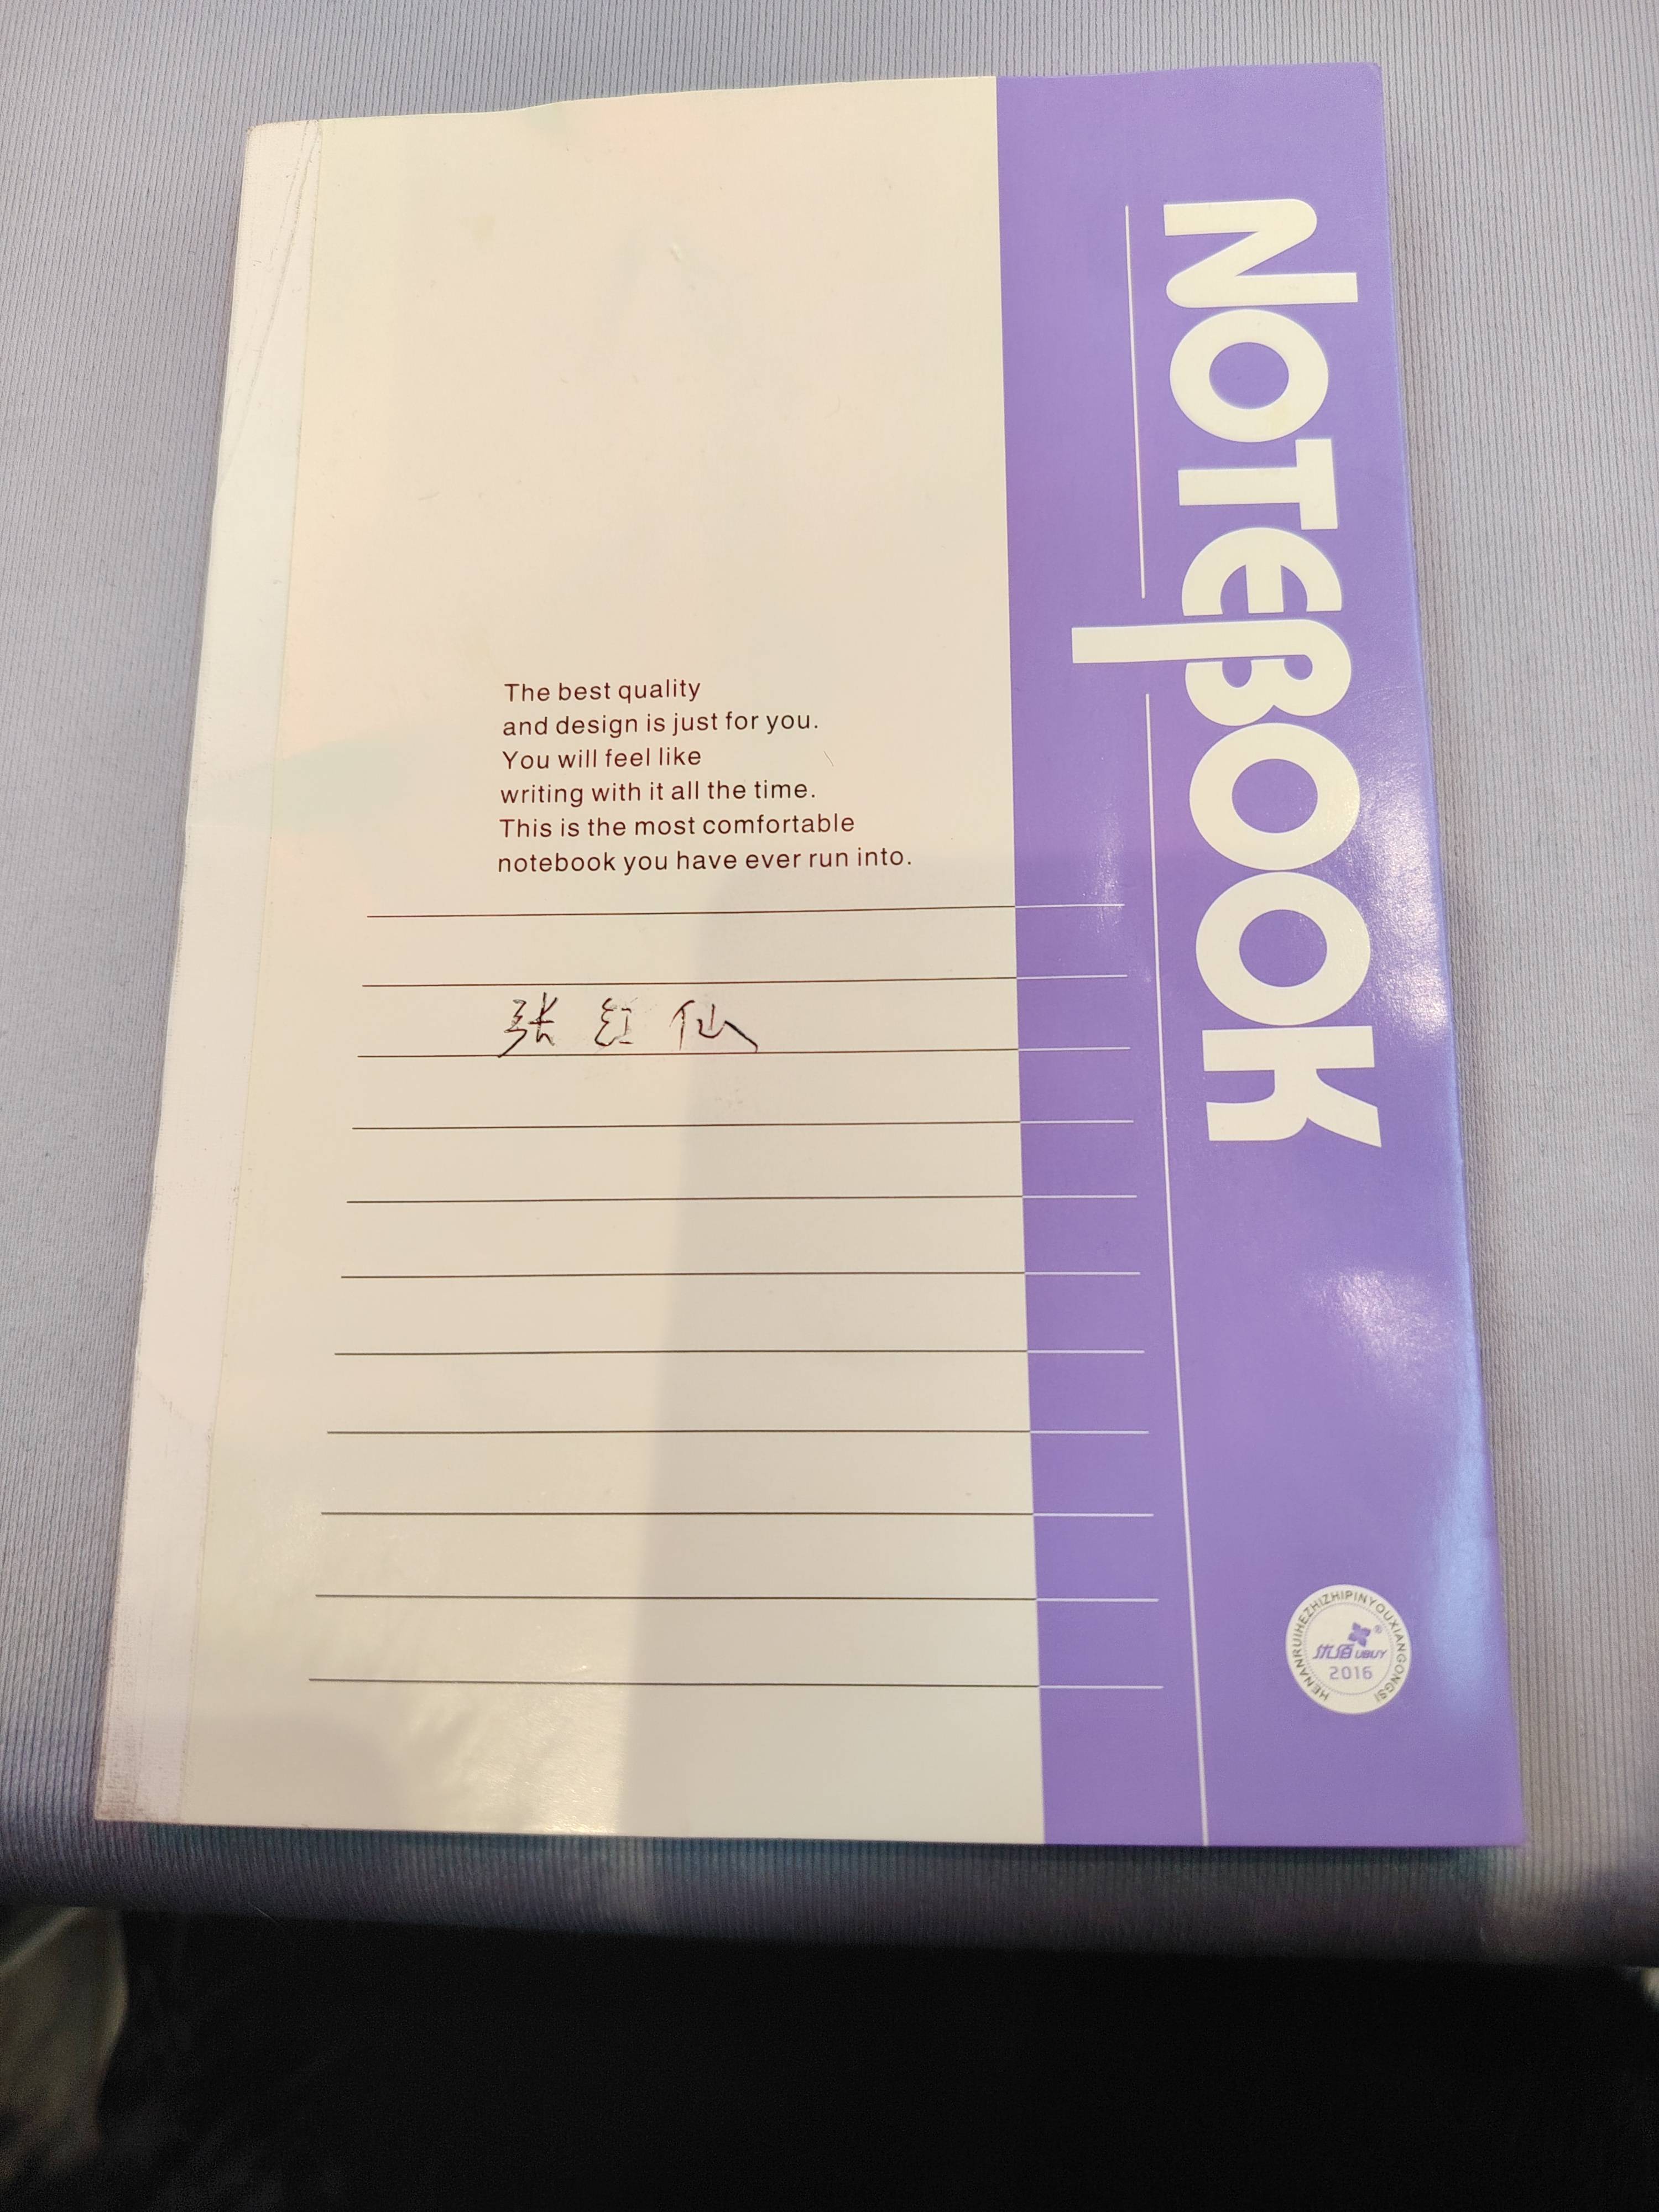 NOTEBOOK
The best quality
and design is just for you.
You will feel like
writing with it all the time.
This is the most comfortable
notebook you have ever run into.
张红仙
HENANRUIHEZHIZHIPINYOUXIANGONGSI
优佰 UBUY ®
2016